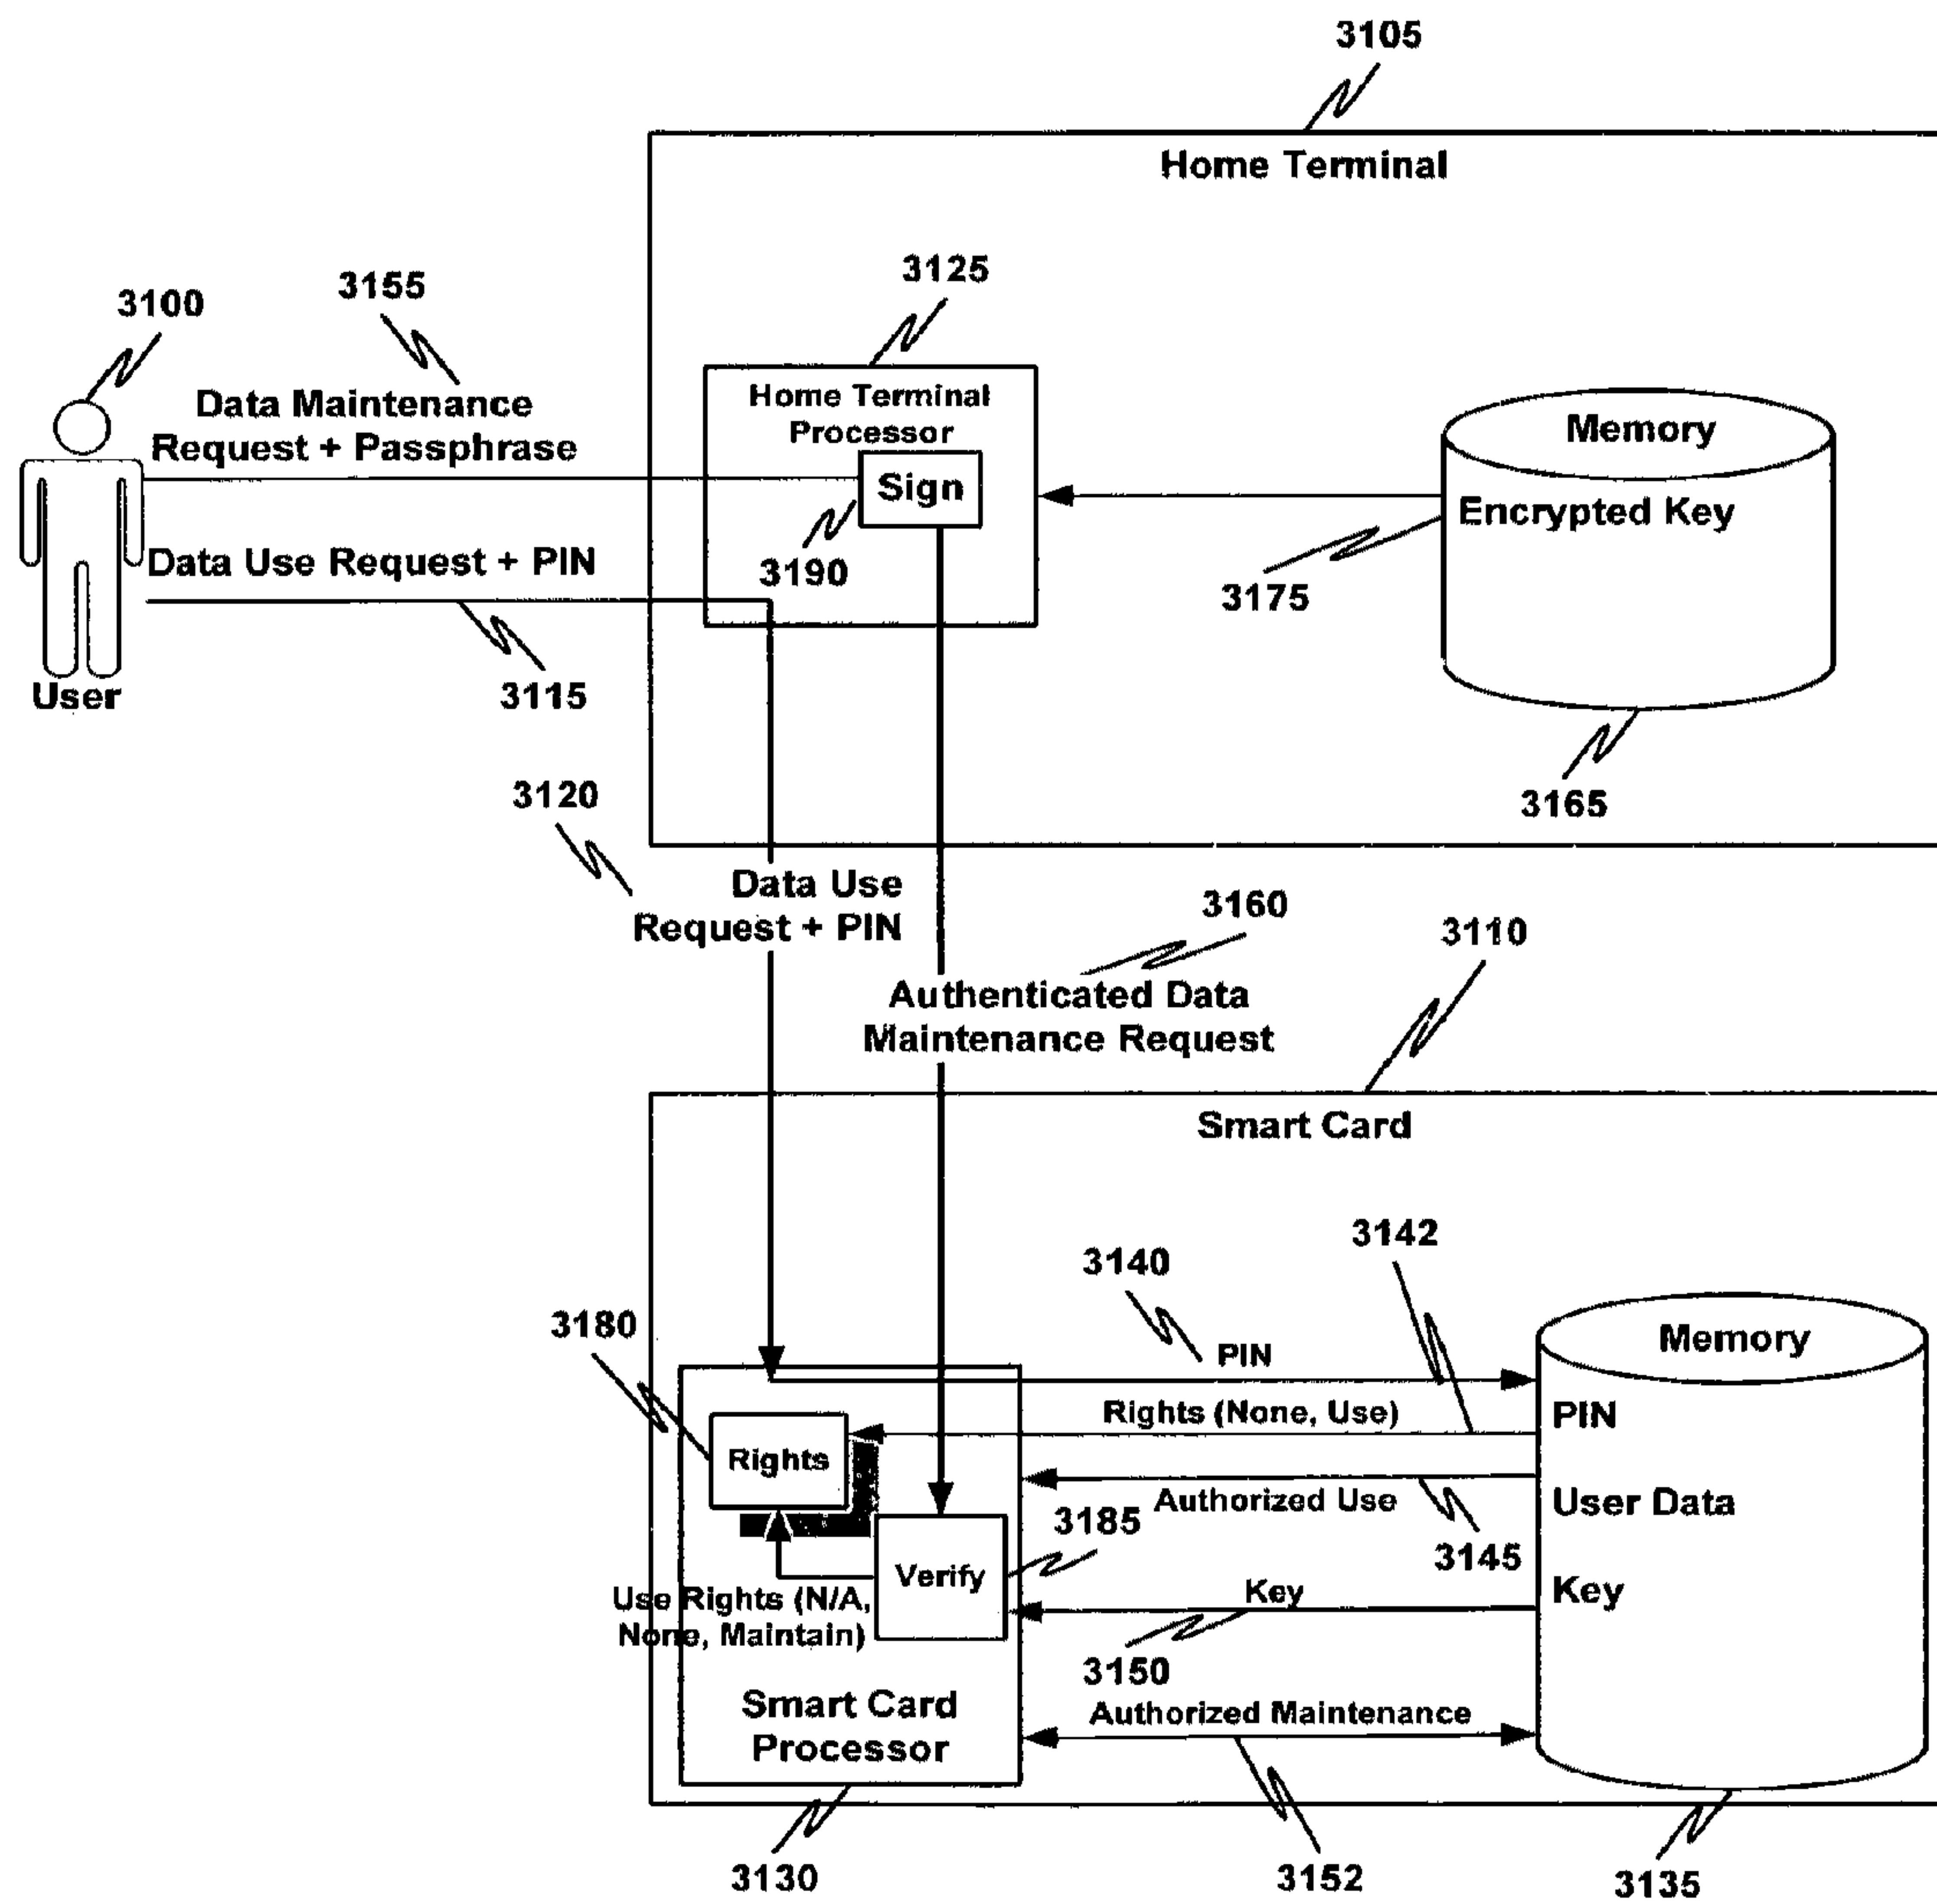 3105
Home Terminal
3125
3155
3100
Data Maintenance
Request + Passphrase
Home Terminal
Processor
Sign
3190
Memory
Encrypted Key
3175
3165
Data Use Request + PIN
3115
User
3120
Data Use
Request + PIN
3160
Authenticated Data
Maintenance Request
3110
Smart Card
3142
3140
3180
PIN
Memory
Rights (None, Use)
PIN
Rights
Authorized Use
User Data
3185
3145
Verify
Key
Key
Use Rights (N/A,
None, Maintain)
3150
Smart Card
Processor
Authorized Maintenance
3130
3152
3135